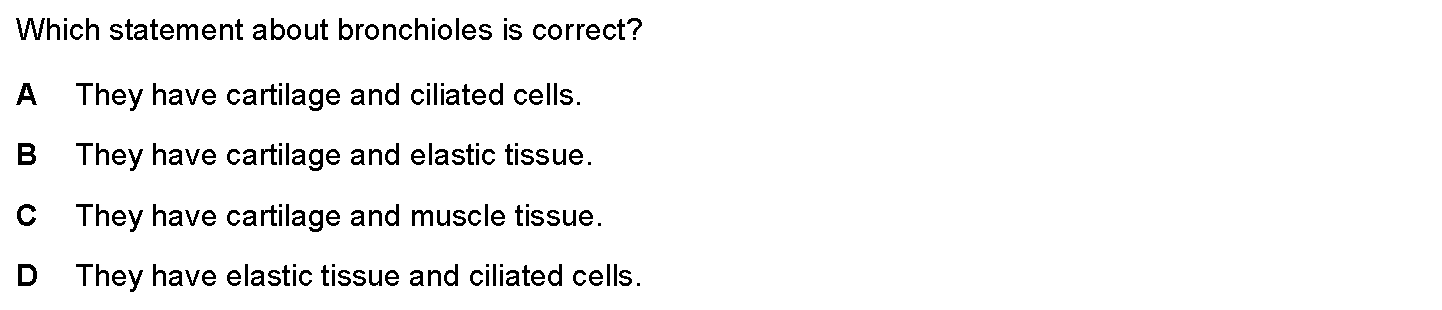 Which statement about bronchioles is correct?
A They have cartilage and ciliated cells.
B They have cartilage and elastic tissue.
C They have cartilage and muscle tissue.
D They have elastic tissue and ciliated cells.